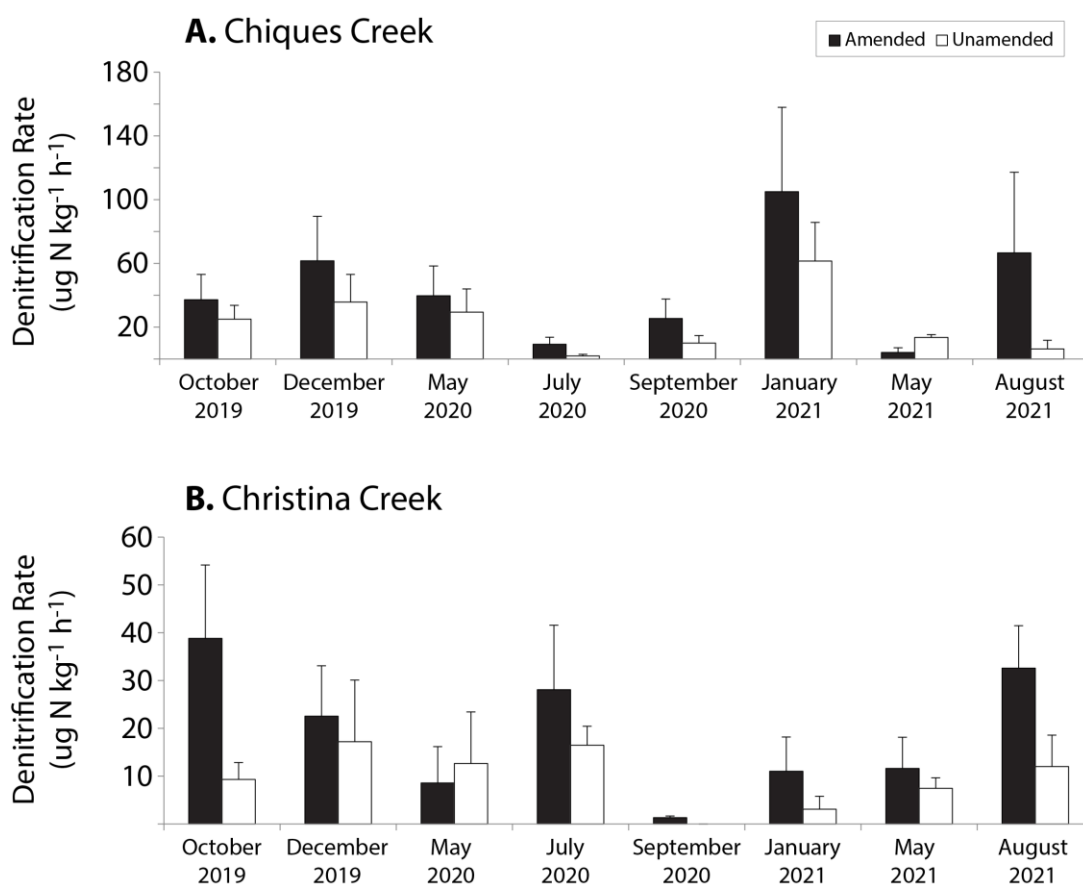 A. Chiques Creek
Amended Unamended
Denitrification Rate
(ug N kg⁻¹ h⁻¹)
180
140
100
60
20
October December May July September January May August
2019 2019 2020 2020 2020 2021 2021 2021
B. Christina Creek
Denitrification Rate
(ug N kg⁻¹ h⁻¹)
60
50
40
30
20
10
October December May July September January May August
2019 2019 2020 2020 2020 2021 2021 2021